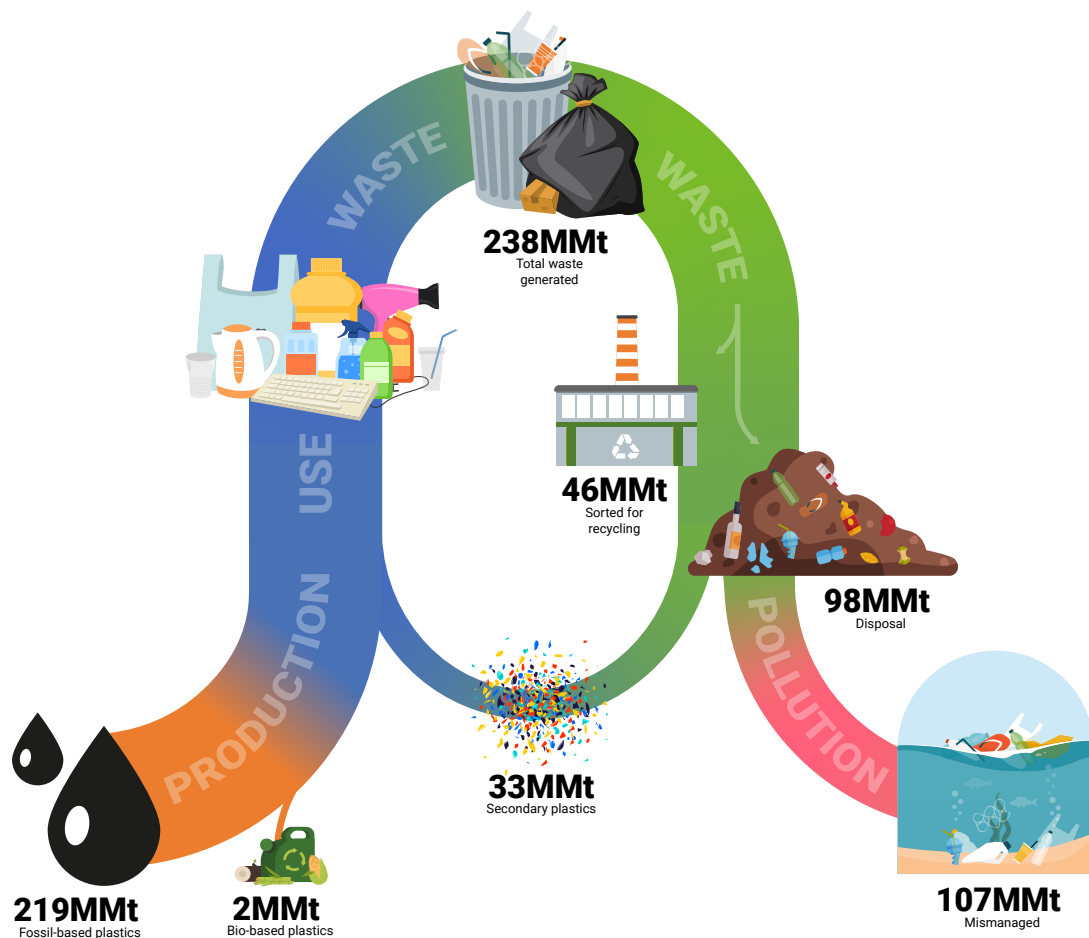 WASTE
WASTE
238MMt
Total waste
generated
USE
46MMt
Sorted for
recycling
98MMt
Disposal
PRODUCTION
POLLUTION
33MMt
Secondary plastics
219MMt
Fossil-based plastics
2MMt
Bio-based plastics
107MMt
Mismanaged